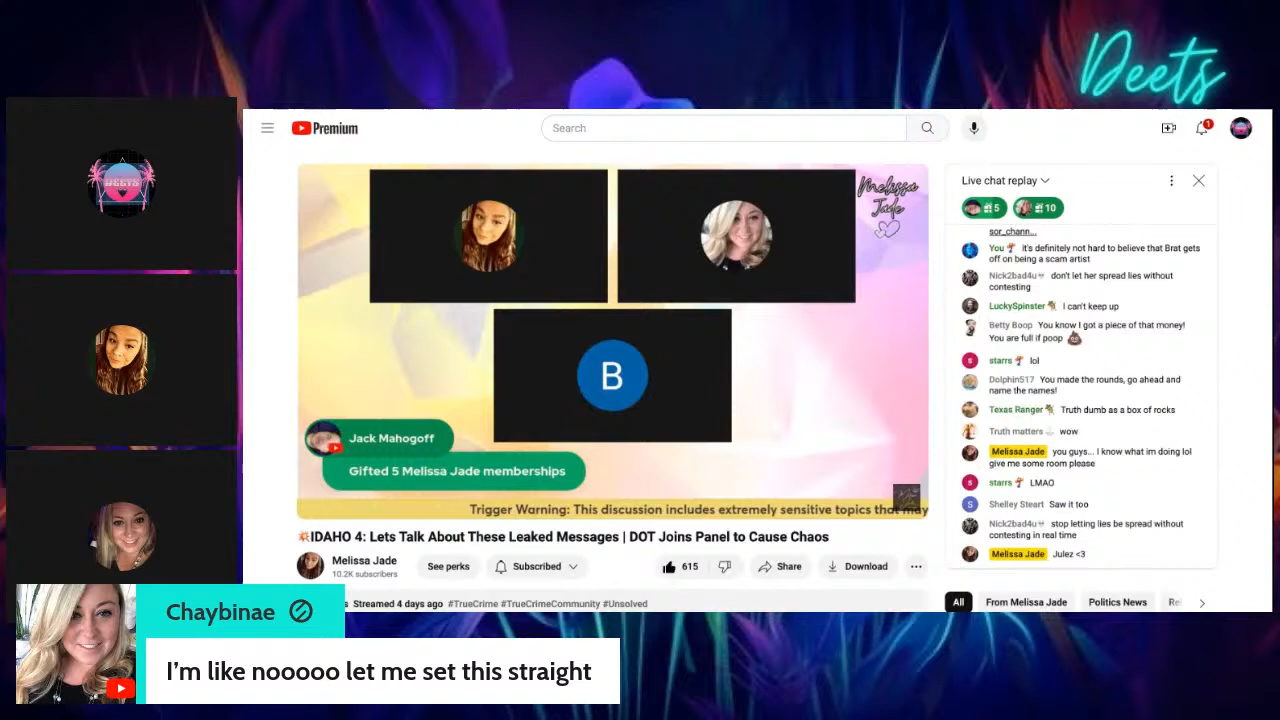 Deets
DEETS
Premium
Search
1
Melissa
Jade
B
Jack Mahogoff
Gifted 5 Melissa Jade memberships
Trigger Warning: This discussion includes extremely sensitive topics that may
💥IDAHO 4: Lets Talk About These Leaked Messages | DOT Joins Panel to Cause Chaos
Melissa Jade
10.2K subscribers
See perks
Subscribed
615
Share
Download
Streamed 4 days ago #TrueCrime #TrueCrimeCommunity #Unsolved
Live chat replay
5
10
sor_chann...
You it's definitely not hard to believe that Brat gets
off on being a scam artist
Nick2bad4u don't let her spread lies without
contesting
LuckySpinster I can't keep up
Betty Boop You know I got a piece of that money!
You are full if poop 💩
starrs lol
Dolphin517 You made the rounds, go ahead and
name the names!
Texas Ranger Truth dumb as a box of rocks
Truth matters wow
Melissa Jade you guys... I know what im doing lol
give me some room please
starrs LMAO
S
Shelley Steart Saw it too
Nick2bad4u stop letting lies be spread without
contesting in real time
Melissa Jade Julez <3
All
From Melissa Jade
Politics News
Rel
Chaybinae
I'm like nooooo let me set this straight